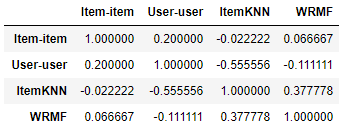 Item-item User-user ItemKNN WRMF
Item-item 1.000000 0.200000 -0.022222 0.066667
User-user 0.200000 1.000000 -0.555556 -0.111111
ItemKNN -0.022222 -0.555556 1.000000 0.377778
WRMF 0.066667 -0.111111 0.377778 1.000000